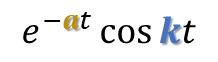 e^{-at} cos kt